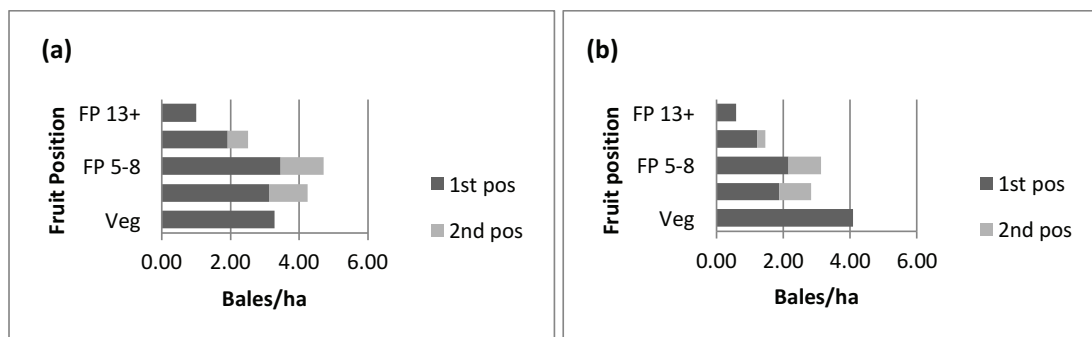 (a)
Fruit Position
FP 13+
FP 5-8
Veg
0.00 2.00 4.00 6.00
Bales/ha
1st pos
2nd pos
(b)
Fruit position
FP 13+
FP 5-8
Veg
0.00 2.00 4.00 6.00
Bales/ha
1st pos
2nd pos